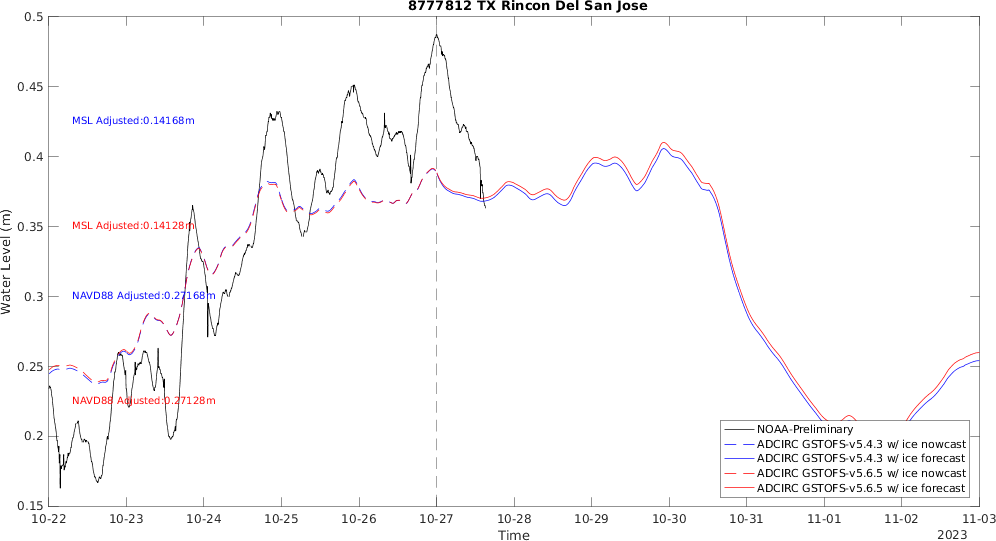 8777812 TX Rincon Del San Jose
0.5
0.45
0.4
0.35
0.3
0.25
0.2
0.15
Water Level (m)
MSL Adjusted:0.14168m
MSL Adjusted:0.14128m
NAVD88 Adjusted:0.27168m
NAVD88 Adjusted:0.27128m
NOAA-Preliminary
ADCIRC GSTOFS-v5.4.3 w/ ice nowcast
ADCIRC GSTOFS-v5.4.3 w/ ice forecast
ADCIRC GSTOFS-v5.6.5 w/ ice nowcast
ADCIRC GSTOFS-v5.6.5 w/ ice forecast
10-22 10-23 10-24 10-25 10-26 10-27 10-28 10-29 10-30 10-31 11-01 11-02 11-03
Time
2023